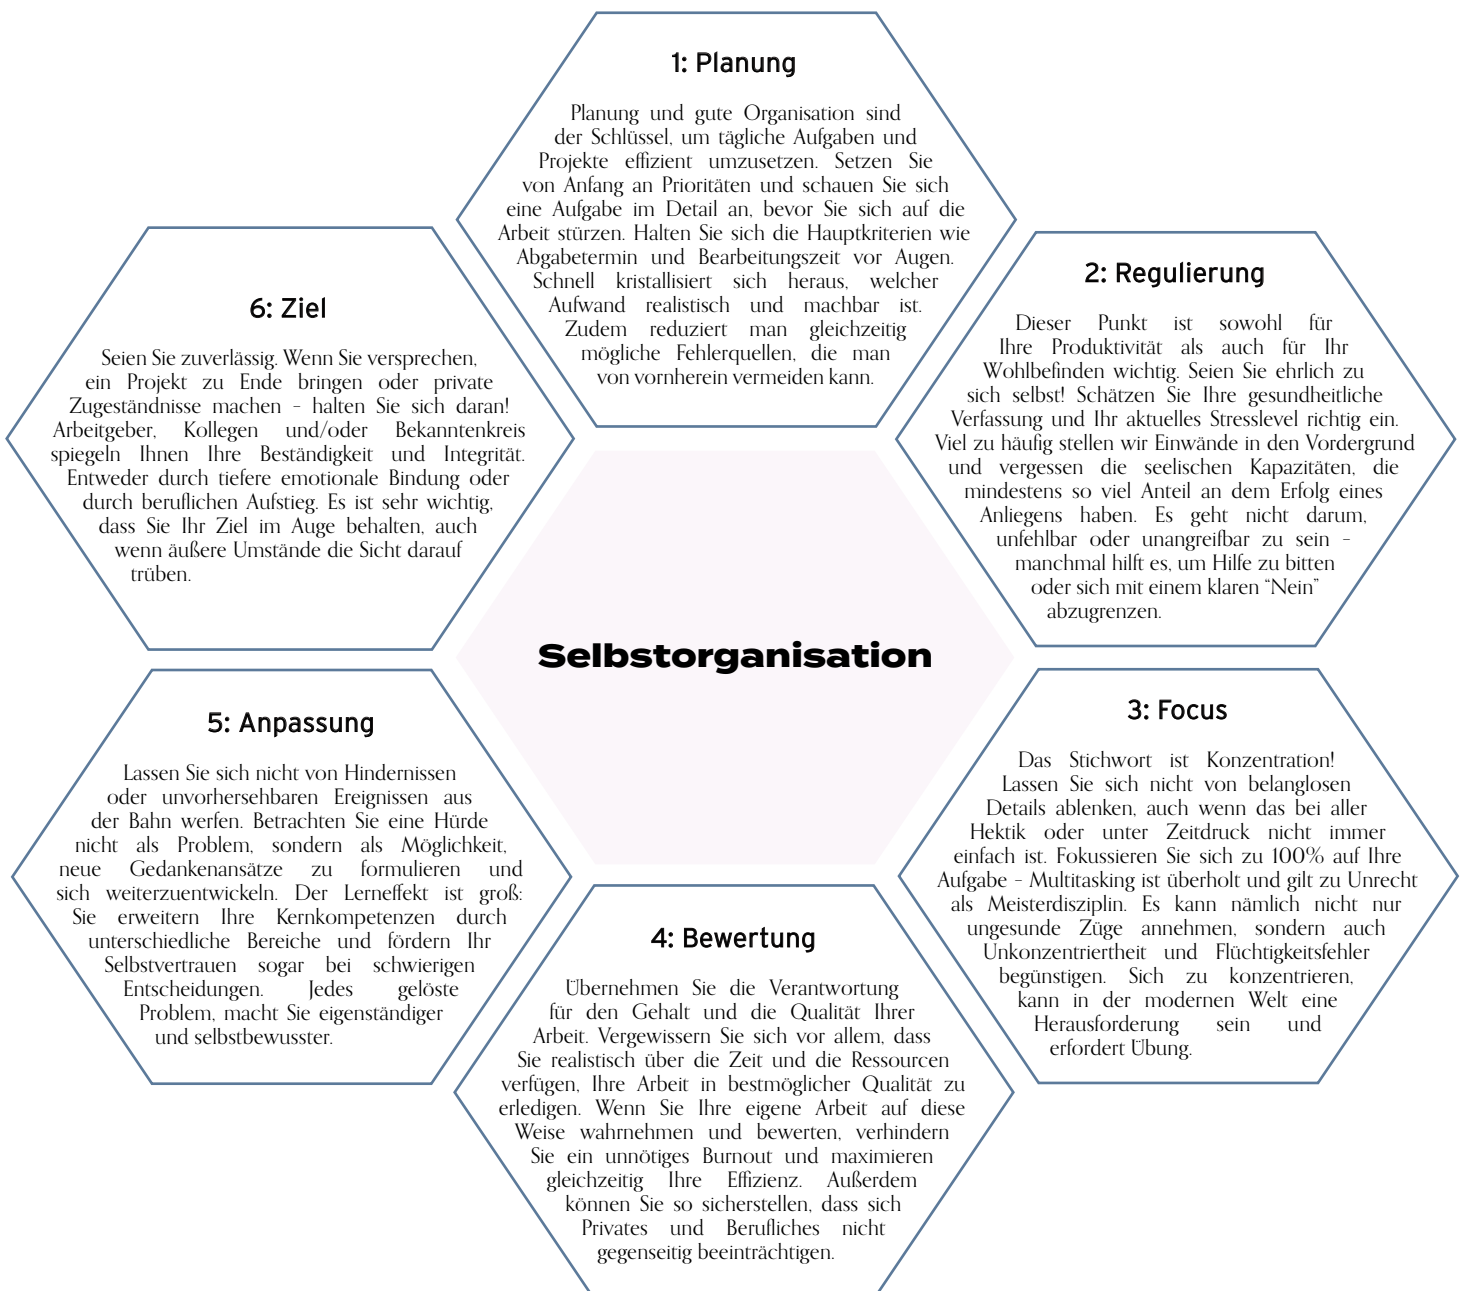 1: Planung
Planung und gute Organisation sind
der Schlüssel, um tägliche Aufgaben und
Projekte effizient umzusetzen. Setzen Sie
von Anfang an Prioritäten und schauen Sie sich
eine Aufgabe im Detail an, bevor Sie sich auf die
Arbeit stürzen. Halten Sie sich die Hauptkriterien wie
Abgabetermin und Bearbeitungszeit vor Augen.
Schnell kristallisiert sich heraus, welcher
Aufwand realistisch und machbar ist.
Zudem reduziert man gleichzeitig
mögliche Fehlerquellen, die man
von vornherein vermeiden kann.
2: Regulierung
Dieser Punkt ist sowohl für
Ihre Produktivität als auch für Ihr
Wohlbefinden wichtig. Seien Sie ehrlich zu
sich selbst! Schätzen Sie Ihre gesundheitliche
Verfassung und Ihr aktuelles Stresslevel richtig ein.
Viel zu häufig stellen wir Einwände in den Vordergrund
und vergessen die seelischen Kapazitäten, die
mindestens so viel Anteil an dem Erfolg eines
Anliegens haben. Es geht nicht darum,
unfehlbar oder unangreifbar zu sein –
manchmal hilft es, um Hilfe zu bitten
oder sich mit einem klaren “Nein”
abzugrenzen.
3: Focus
Das Stichwort ist Konzentration!
Lassen Sie sich nicht von belanglosen
Details ablenken, auch wenn das bei aller
Hektik oder unter Zeitdruck nicht immer
einfach ist. Fokussieren Sie sich zu 100% auf Ihre
Aufgabe – Multitasking ist überholt und gilt zu Unrecht
als Meisterdisziplin. Es kann nämlich nicht nur
ungesunde Züge annehmen, sondern auch
Unkonzentriertheit und Flüchtigkeitsfehler
begünstigen. Sich zu konzentrieren,
kann in der modernen Welt eine
Herausforderung sein und
erfordert Übung.
4: Bewertung
Übernehmen Sie die Verantwortung
für den Gehalt und die Qualität Ihrer
Arbeit. Vergewissern Sie sich vor allem, dass
Sie realistisch über die Zeit und die Ressourcen
verfügen, Ihre Arbeit in bestmöglicher Qualität zu
erledigen. Wenn Sie Ihre eigene Arbeit auf diese
Weise wahrnehmen und bewerten, verhindern
Sie ein unnötiges Burnout und maximieren
gleichzeitig Ihre Effizienz. Außerdem
können Sie so sicherstellen, dass sich
Privates und Berufliches nicht
gegenseitig beeinträchtigen.
5: Anpassung
Lassen Sie sich nicht von Hindernissen
oder unvorhersehbaren Ereignissen aus
der Bahn werfen. Betrachten Sie eine Hürde
nicht als Problem, sondern als Möglichkeit,
neue Gedankenansätze zu formulieren und
sich weiterzuentwickeln. Der Lerneffekt ist groß:
Sie erweitern Ihre Kernkompetenzen durch
unterschiedliche Bereiche und fördern Ihr
Selbstvertrauen sogar bei schwierigen
Entscheidungen. Jedes gelöste
Problem, macht Sie eigenständiger
und selbstbewusster.
6: Ziel
Seien Sie zuverlässig. Wenn Sie versprechen,
ein Projekt zu Ende bringen oder private
Zugeständnisse machen – halten Sie sich daran!
Arbeitgeber, Kollegen und/oder Bekanntenkreis
spiegeln Ihnen Ihre Beständigkeit und Integrität.
Entweder durch tiefere emotionale Bindung oder
durch beruflichen Aufstieg. Es ist sehr wichtig,
dass Sie Ihr Ziel im Auge behalten, auch
wenn äußere Umstände die Sicht darauf
trüben.
Selbstorganisation